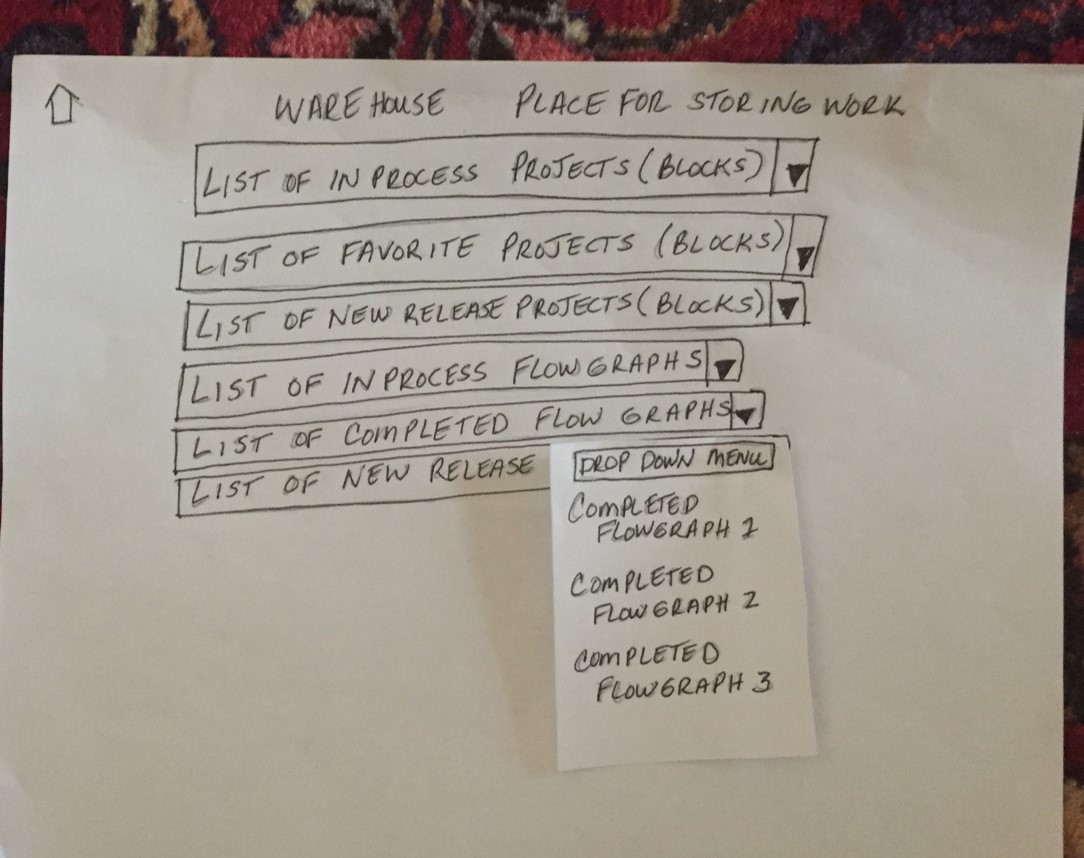 WAREHOUSE PLACE FOR STORING WORK
LIST OF IN PROCESS PROJECTS (BLOCKS)
LIST OF FAVORITE PROJECTS (BLOCKS)
LIST OF NEW RELEASE PROJECTS (BLOCKS)
LIST OF IN PROCESS FLOWGRAPHS
LIST OF COMPLETED FLOW GRAPHS
LIST OF NEW RELEASE
DROP DOWN MENU
COMPLETED
FLOWGRAPH 1
COMPLETED
FLOWGRAPH 2
COMPLETED
FLOWGRAPH 3